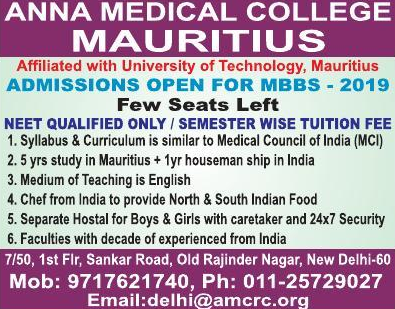 ANNA MEDICAL COLLEGE
MAURITIUS
Affiliated with University of Technology, Mauritius
ADMISSIONS OPEN FOR MBBS - 2019
Few Seats Left
NEET QUALIFIED ONLY / SEMESTER WISE TUITION FEE
1. Syllabus & Curriculum is similar to Medical Council of India (MCI)
2. 5 yrs study in Mauritius + 1yr houseman ship in India
3. Medium of Teaching is English
4. Chef from India to provide North & South Indian Food
5. Separate Hostal for Boys & Girls with caretaker and 24x7 Security
6. Faculties with decade of experienced from India
7/50, 1st Flr, Sankar Road, Old Rajinder Nagar, New Delhi-60
Mob: 9717621740, Ph: 011-25729027
Email:delhi@amcrc.org